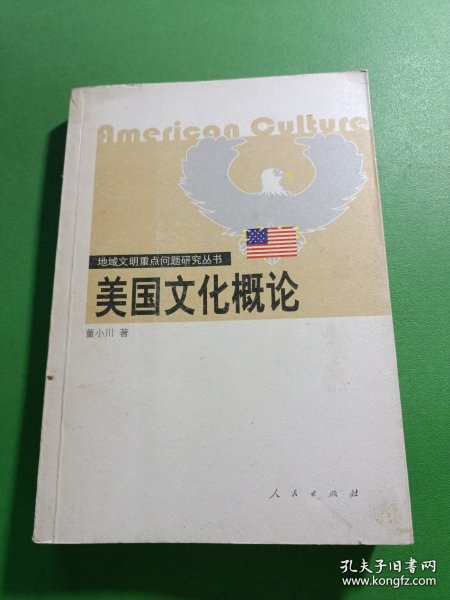 American Culture
地域文明重点问题研究丛书
美国文化概论
董小川 著
人民出版社
孔夫子旧书网
www.kongfz.com